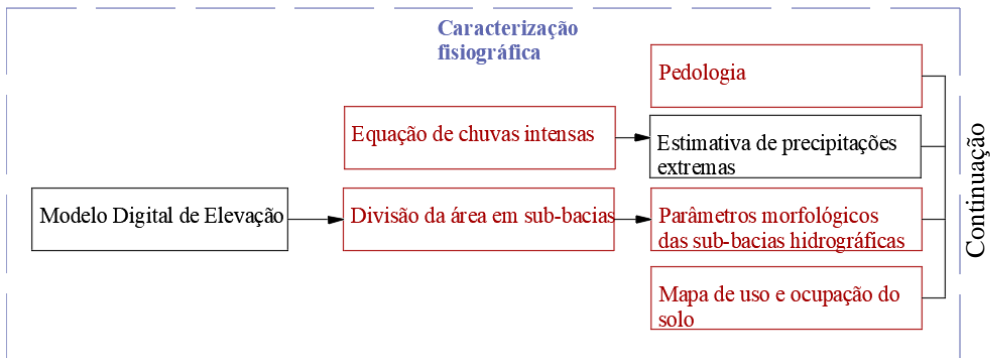 Caracterização
fisiográfica
Pedologia
Equação de chuvas intensas
Estimativa de precipitações
extremas
Modelo Digital de Elevação
Divisão da área em sub-bacias
Parâmetros morfológicos
das sub-bacias hidrográficas
Mapa de uso e ocupação do
solo
Continuação